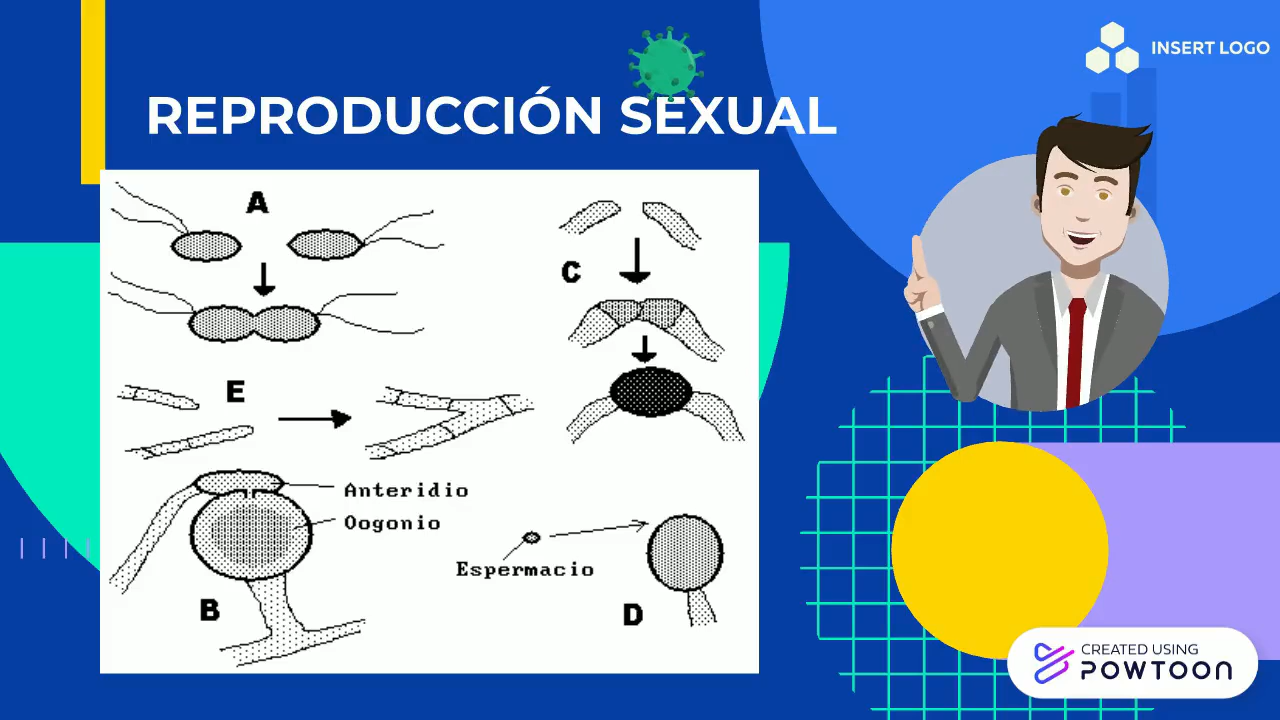 INSERT LOGO
REPRODUCCIÓN SEXUAL
A
C
E
Anteridio
Oogonio
Espermacio
B
D
CREATED USING
POWTOON